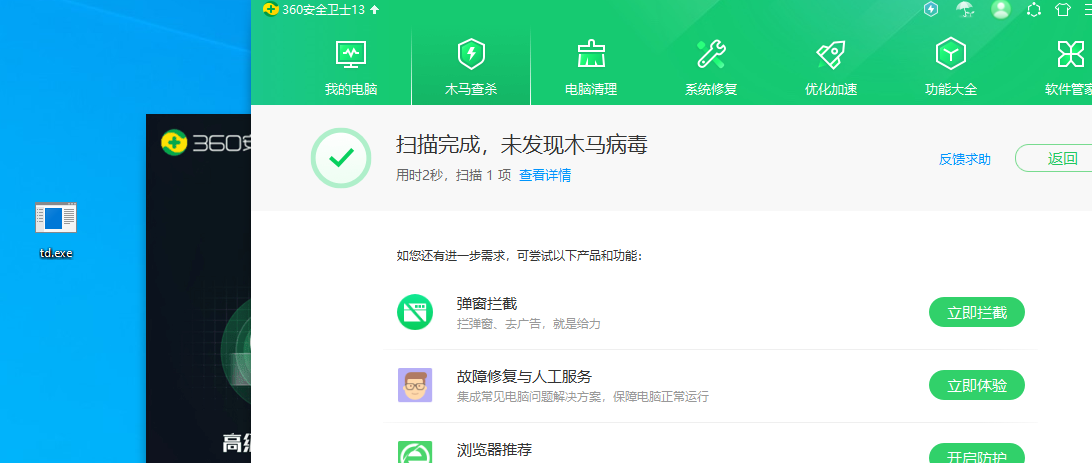 360安全卫士13
我的电脑
木马查杀
电脑清理
系统修复
优化加速
功能大全
软件管家
360安
扫描完成，未发现木马病毒
用时2秒，扫描 1 项 查看详情
反馈求助
返回
td.exe
如您还有进一步需求，可尝试以下产品和功能：
弹窗拦截
拦弹窗、去广告，就是给力
立即拦截
故障修复与人工服务
集成常见电脑问题解决方案，保障电脑正常运行
立即体验
高级
浏览器推荐
开启防护